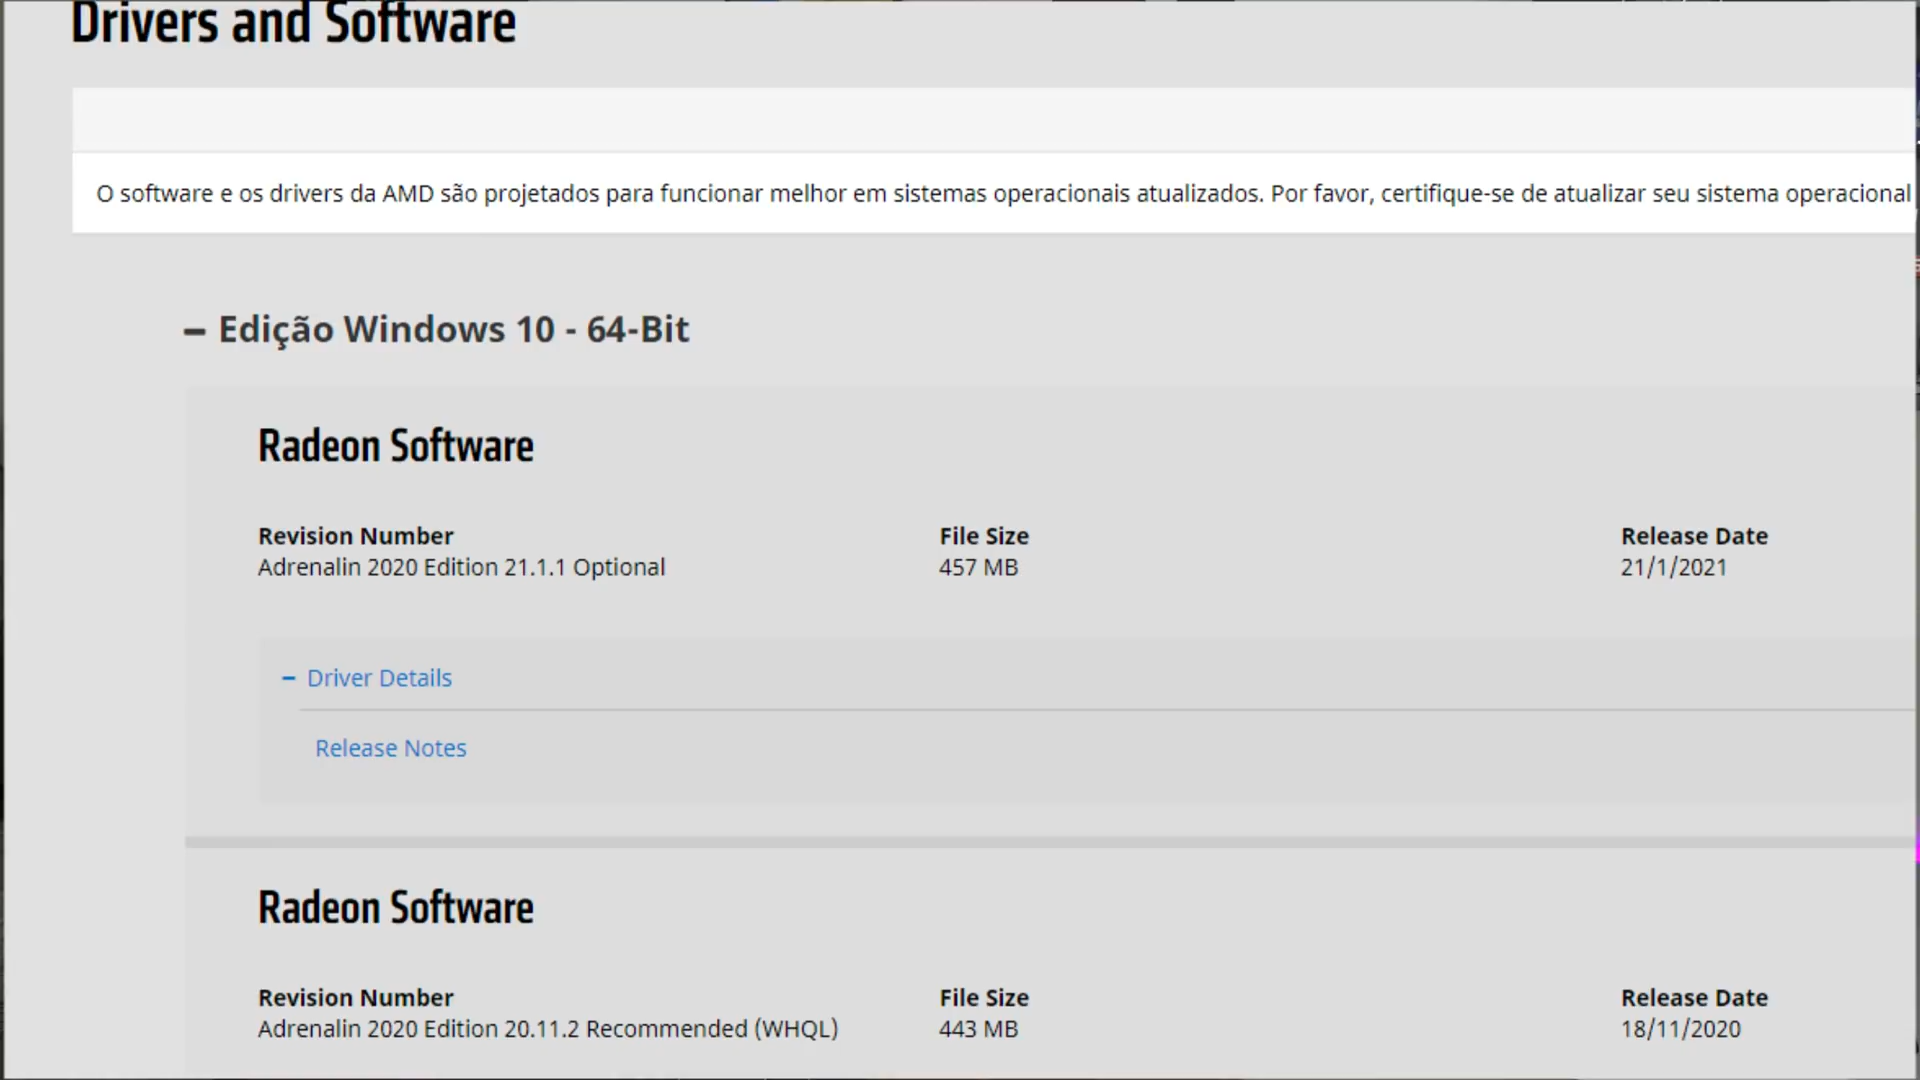 Drivers and Software
O software e os drivers da AMD são projetados para funcionar melhor em sistemas operacionais atualizados. Por favor, certifique-se de atualizar seu sistema operacional
− Edição Windows 10 - 64-Bit
Radeon Software
Revision Number File Size Release Date
Adrenalin 2020 Edition 21.1.1 Optional 457 MB 21/1/2021
− Driver Details
Release Notes
Radeon Software
Revision Number File Size Release Date
Adrenalin 2020 Edition 20.11.2 Recommended (WHQL) 443 MB 18/11/2020